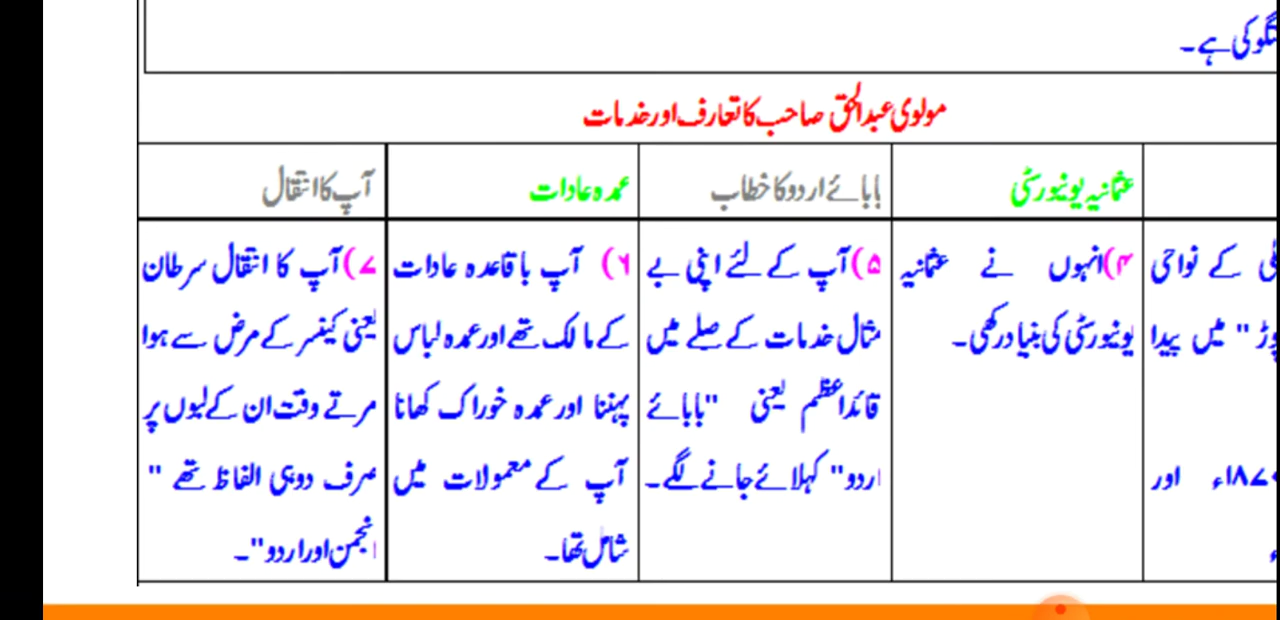 ہے۔
مولوی عبدالحق صاحب کا تعارف اور خدمات
عثمانیہ یونیورسٹی
بابائے اردو کا خطاب
عمدہ عادات
آپ کا انتقال
کے نواحی
" میں پیدا
اور
۴)انہوں نے عثمانیہ
یونیورسٹی کی بنیاد رکھی۔
۵)آپ کے لئے اپنی بے
مثال خدمات کے صلے میں
قائداعظم یعنی "بابائے
اردو" کہلائے جانے لگے۔
۶) آپ باقاعدہ عادات
کے مالک تھے اور عمدہ لباس
پہننا اور عمدہ خوراک کھانا
آپ کے معمولات میں
شامل تھا۔
۷)آپ کا انتقال سرطان
یعنی کینسر کے مرض سے ہوا
مرتے وقت ان کے لبوں پر
صرف دو ہی الفاظ تھے "
انجمن اور اردو"۔